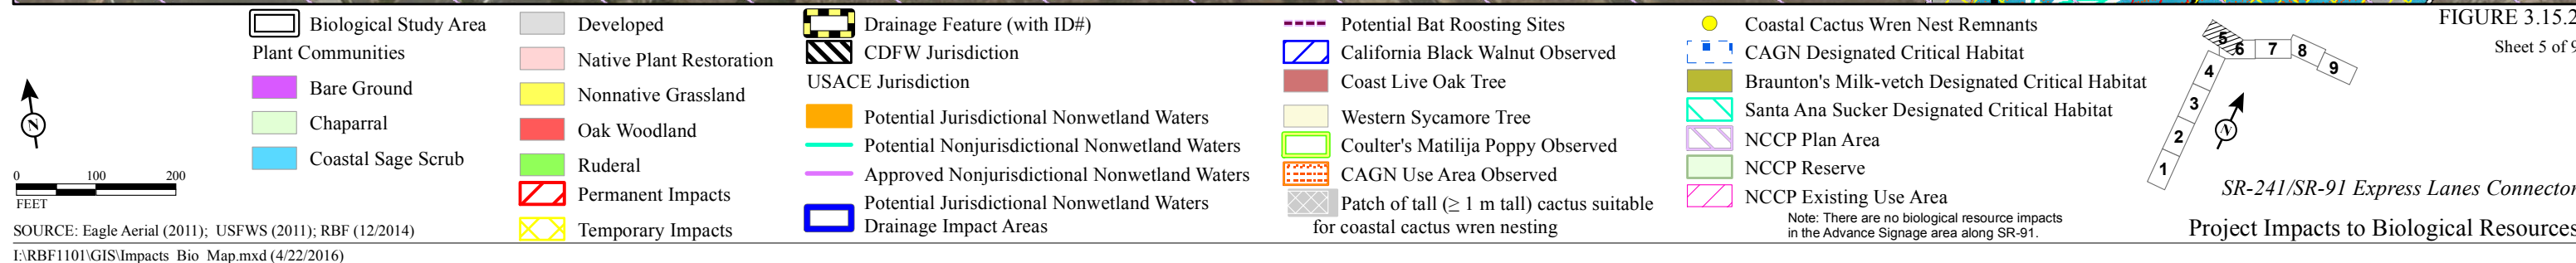 Biological Study Area
Plant Communities
Bare Ground
Chaparral
Coastal Sage Scrub
Developed
Native Plant Restoration
Nonnative Grassland
Oak Woodland
Ruderal
Permanent Impacts
Temporary Impacts
Drainage Feature (with ID#)
CDFW Jurisdiction
USACE Jurisdiction
Potential Jurisdictional Nonwetland Waters
Potential Nonjurisdictional Nonwetland Waters
Approved Nonjurisdictional Nonwetland Waters
Potential Jurisdictional Nonwetland Waters
Drainage Impact Areas
Potential Bat Roosting Sites
California Black Walnut Observed
Coast Live Oak Tree
Western Sycamore Tree
Coulter's Matilija Poppy Observed
CAGN Use Area Observed
Patch of tall (≥ 1 m tall) cactus suitable
for coastal cactus wren nesting
Coastal Cactus Wren Nest Remnants
CAGN Designated Critical Habitat
Braunton's Milk-vetch Designated Critical Habitat
Santa Ana Sucker Designated Critical Habitat
NCCP Plan Area
NCCP Reserve
NCCP Existing Use Area
Note: There are no biological resource impacts
in the Advance Signage area along SR-91.
FIGURE 3.15.2
Sheet 5 of 9
5 6 7 8 9
4
3
2
1
N
SR-241/SR-91 Express Lanes Connector
Project Impacts to Biological Resources
N
0 100 200
FEET
SOURCE: Eagle Aerial (2011); USFWS (2011); RBF (12/2014)
I:\RBF1101\GIS\Impacts_Bio_Map.mxd (4/22/2016)